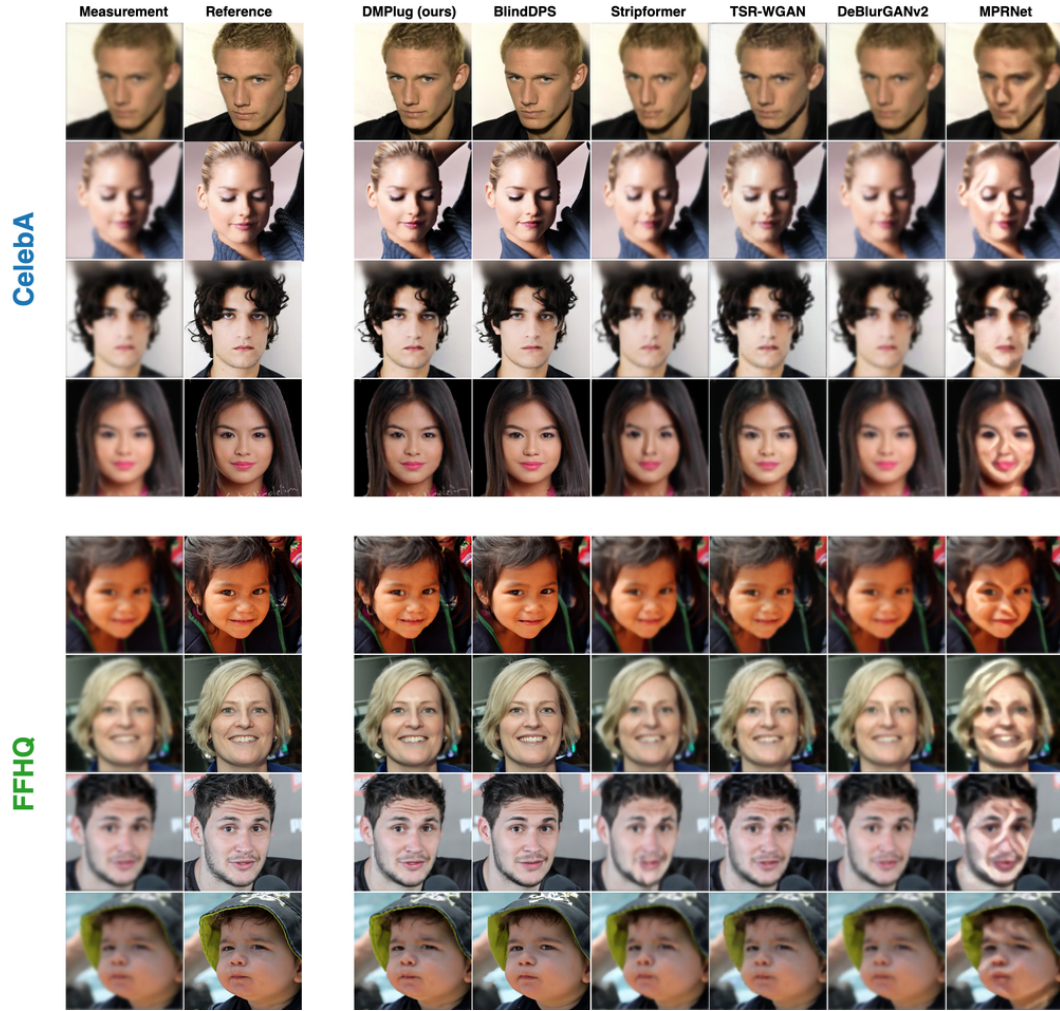 Measurement Reference DMPlug (ours) BlindDPS Stripformer TSR-WGAN DeBlurGANv2 MPRNet
CelebA
FFHQ